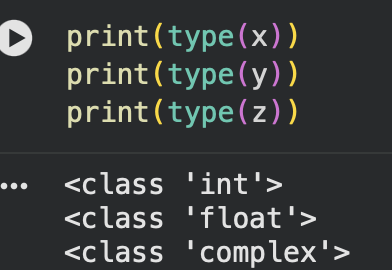 print(type(x))
print(type(y))
print(type(z))
<class 'int'>
<class 'float'>
<class 'complex'>